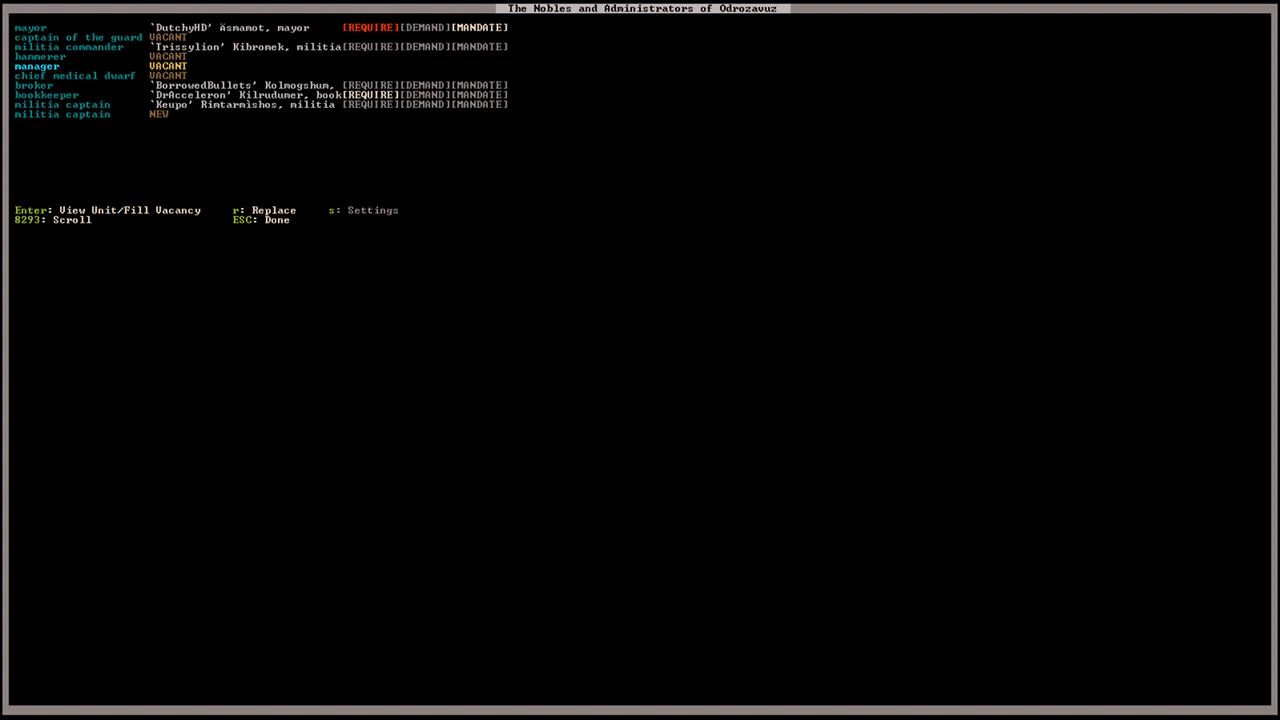 The Nobles and Administrators of Odrozavuz
mayor `DutchyHD' Äsmamot, mayor [REQUIRE][DEMAND][MANDATE]
captain of the guard VACANT
militia commander `Trissylion' Kibromek, militia[REQUIRE][DEMAND][MANDATE]
hammerer VACANT
manager VACANT
chief medical dwarf VACANT
broker `BorrowedBullets' Kolmogshum, [REQUIRE][DEMAND][MANDATE]
bookkeeper `DrAcceleron' Kilrudumer, book[REQUIRE][DEMAND][MANDATE]
militia captain `Keupo' Rimtarmìshos, militia [REQUIRE][DEMAND][MANDATE]
militia captain NEW
Enter: View Unit/Fill Vacancy r: Replace s: Settings
8293: Scroll ESC: Done